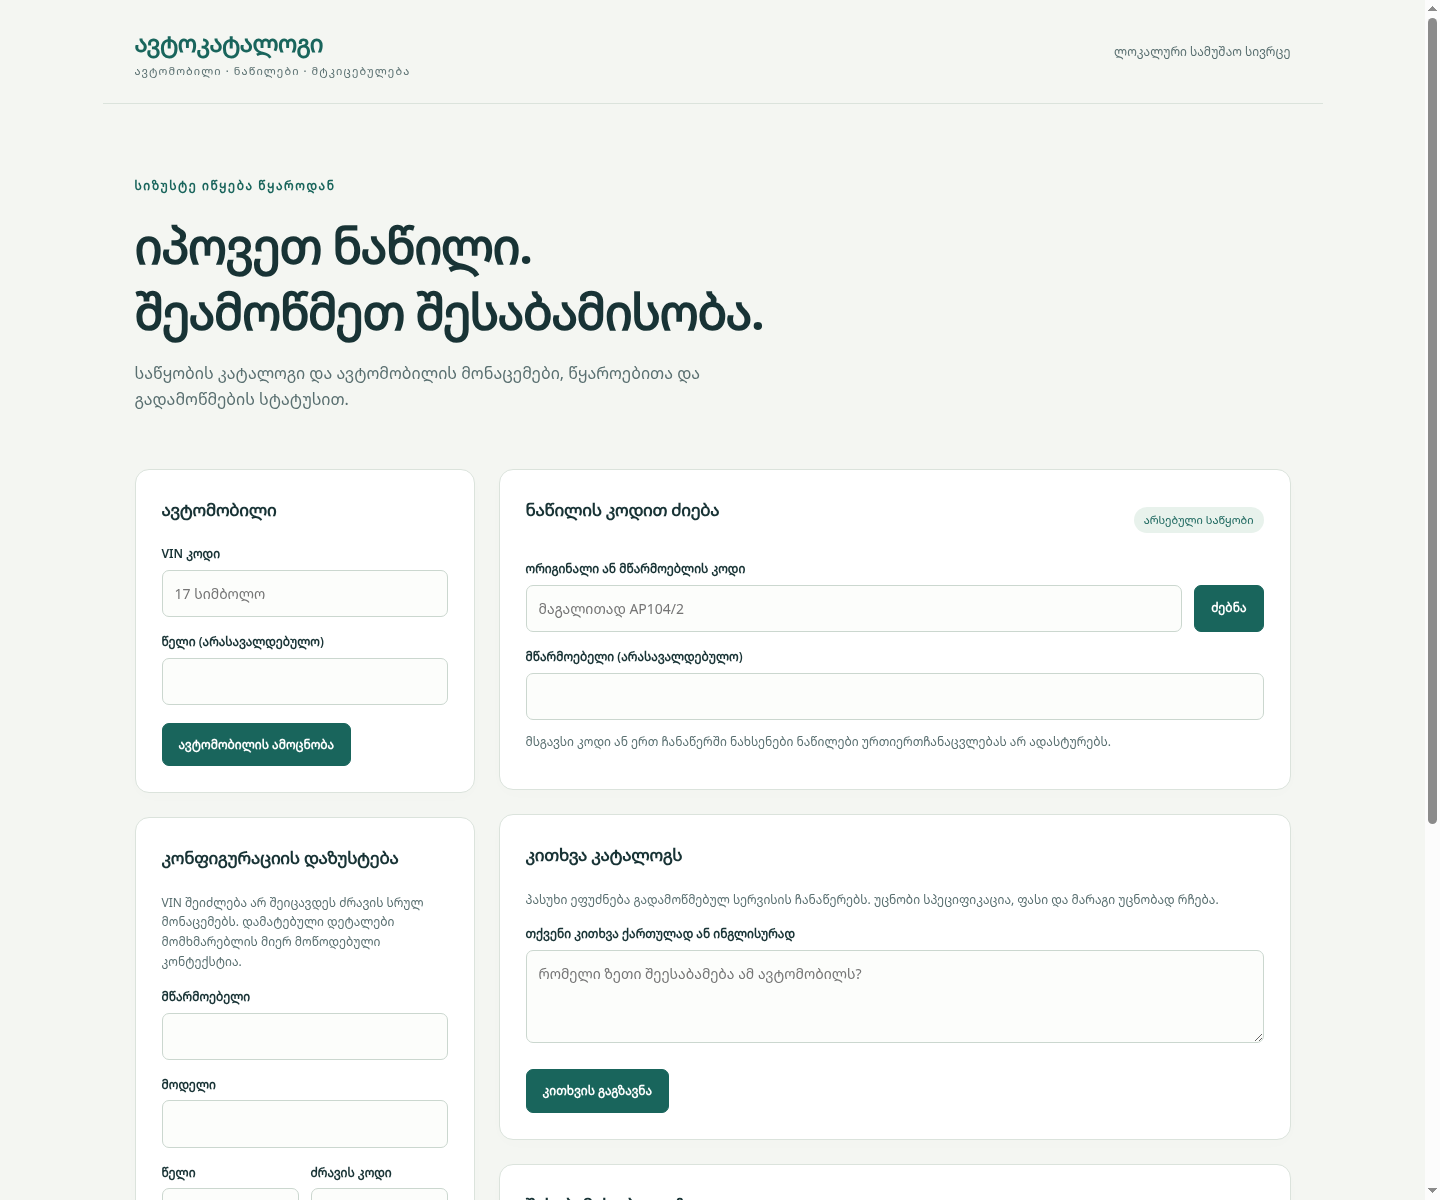 ავტოკატალოგი
ავტომობილი · ნაწილები · მტკიცებულება
ლოკალური სამუშაო სივრცე
სიზუსტე იწყება წყაროდან
იპოვეთ ნაწილი.
შეამოწმეთ შესაბამისობა.
საწყობის კატალოგი და ავტომობილის მონაცემები, წყაროებითა და
გადამოწმების სტატუსით.
ავტომობილი
VIN კოდი
17 სიმბოლო
წელი (არასავალდებულო)
ავტომობილის ამოცნობა
ნაწილის კოდით ძიება
არსებული საწყობი
ორიგინალი ან მწარმოებლის კოდი
მაგალითად AP104/2
ძებნა
მწარმოებელი (არასავალდებულო)
მსგავსი კოდი ან ერთ ჩანაწერში ნახსენები ნაწილები ურთიერთჩანაცვლებას არ ადასტურებს.
კონფიგურაციის დაზუსტება
VIN შეიძლება არ შეიცავდეს ძრავის სრულ
მონაცემებს. დამატებული დეტალები
მომხმარებლის მიერ მოწოდებული
კონტექსტია.
მწარმოებელი
მოდელი
წელი
ძრავის კოდი
კითხვა კატალოგს
პასუხი ეფუძნება გადამოწმებულ სერვისის ჩანაწერებს. უცნობი სპეციფიკაცია, ფასი და მარაგი უცნობად რჩება.
თქვენი კითხვა ქართულად ან ინგლისურად
რომელი ზეთი შეესაბამება ამ ავტომობილს?
კითხვის გაგზავნა